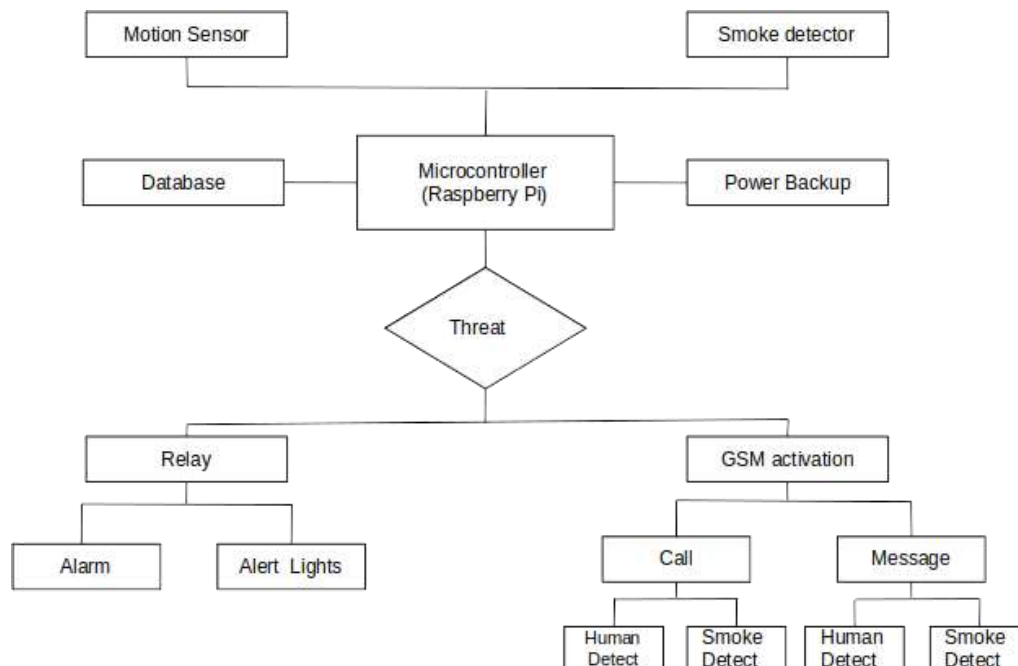 Motion Sensor
Smoke detector
Database
Microcontroller
(Raspberry Pi)
Power Backup
Threat
Relay
GSM activation
Alarm
Alert Lights
Call
Message
Human
Detect
Smoke
Detect
Human
Detect
Smoke
Detect